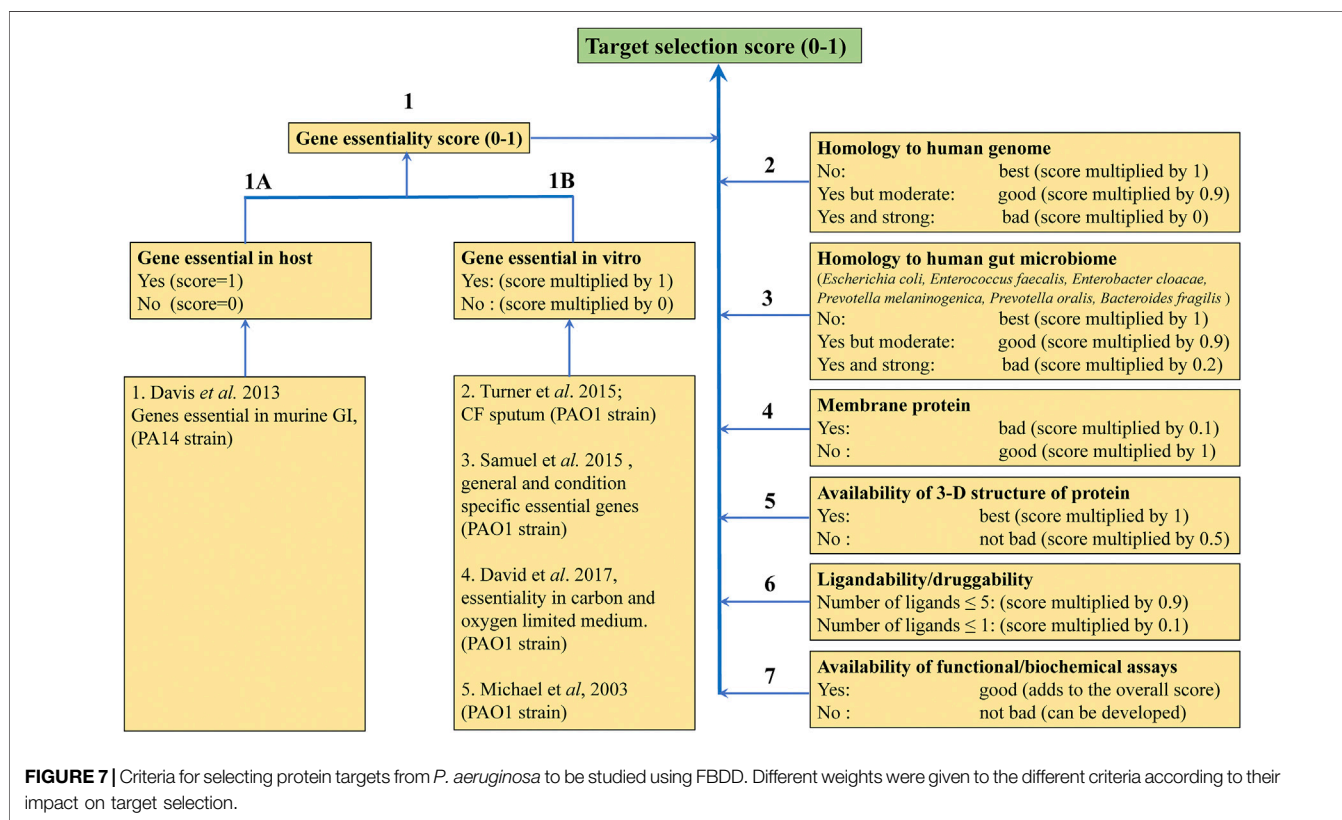 Target selection score (0-1)
1
Gene essentiality score (0-1)
1A
1B
Gene essential in host
Yes (score=1)
No (score=0)
Gene essential in vitro
Yes: (score multiplied by 1)
No : (score multiplied by 0)
1. Davis et al. 2013
Genes essential in murine GI,
(PA14 strain)
2. Turner et al. 2015;
CF sputum (PAO1 strain)
3. Samuel et al. 2015 ,
general and condition
specific essential genes
(PAO1 strain)
4. David et al. 2017,
essentiality in carbon and
oxygen limited medium.
(PAO1 strain)
5. Michael et al, 2003
(PAO1 strain)
2
Homology to human genome
No: best (score multiplied by 1)
Yes but moderate: good (score multiplied by 0.9)
Yes and strong: bad (score multiplied by 0)
3
Homology to human gut microbiome
(Escherichia coli, Enterococcus faecalis, Enterobacter cloacae,
Prevotella melaninogenica, Prevotella oralis, Bacteroides fragilis )
No: best (score multiplied by 1)
Yes but moderate: good (score multiplied by 0.9)
Yes and strong: bad (score multiplied by 0.2)
4
Membrane protein
Yes: bad (score multiplied by 0.1)
No : good (score multiplied by 1)
5
Availability of 3-D structure of protein
Yes: best (score multiplied by 1)
No : not bad (score multiplied by 0.5)
6
Ligandability/druggability
Number of ligands ≤ 5: (score multiplied by 0.9)
Number of ligands ≤ 1: (score multiplied by 0.1)
7
Availability of functional/biochemical assays
Yes: good (adds to the overall score)
No : not bad (can be developed)
FIGURE 7 | Criteria for selecting protein targets from P. aeruginosa to be studied using FBDD. Different weights were given to the different criteria according to their
impact on target selection.